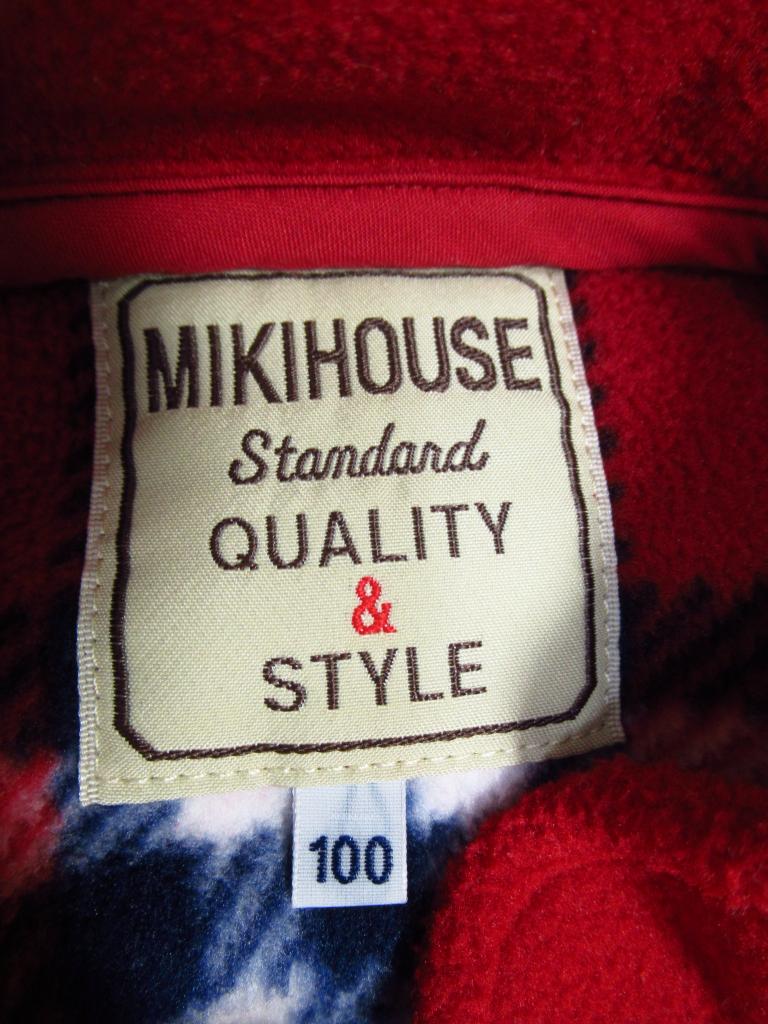 MIKIHOUSE
Standard
QUALITY
&
STYLE
100